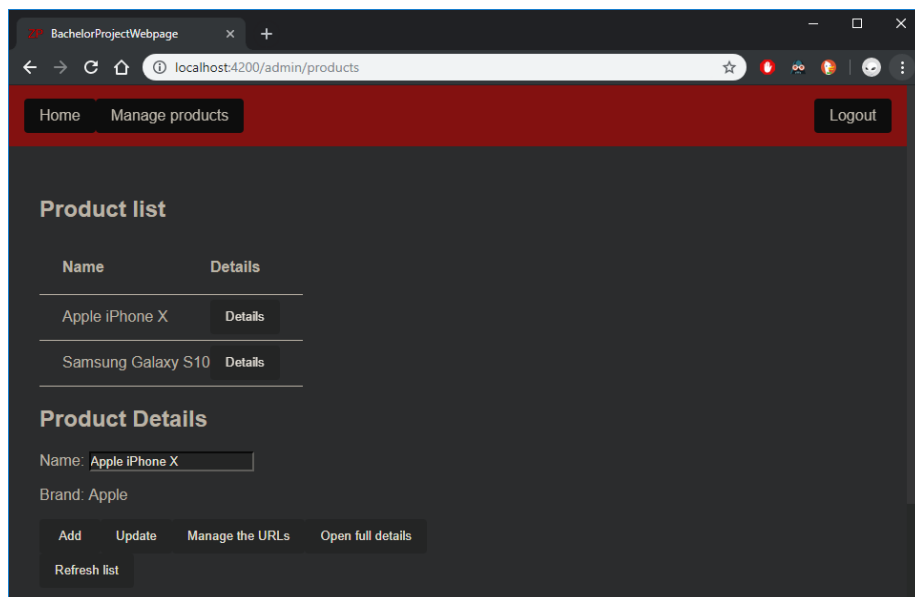 BachelorProjectWebpage
localhost:4200/admin/products
Home Manage products Logout
Product list
Name Details
Apple iPhone X Details
Samsung Galaxy S10 Details
Product Details
Name: Apple iPhone X
Brand: Apple
Add Update Manage the URLs Open full details
Refresh list